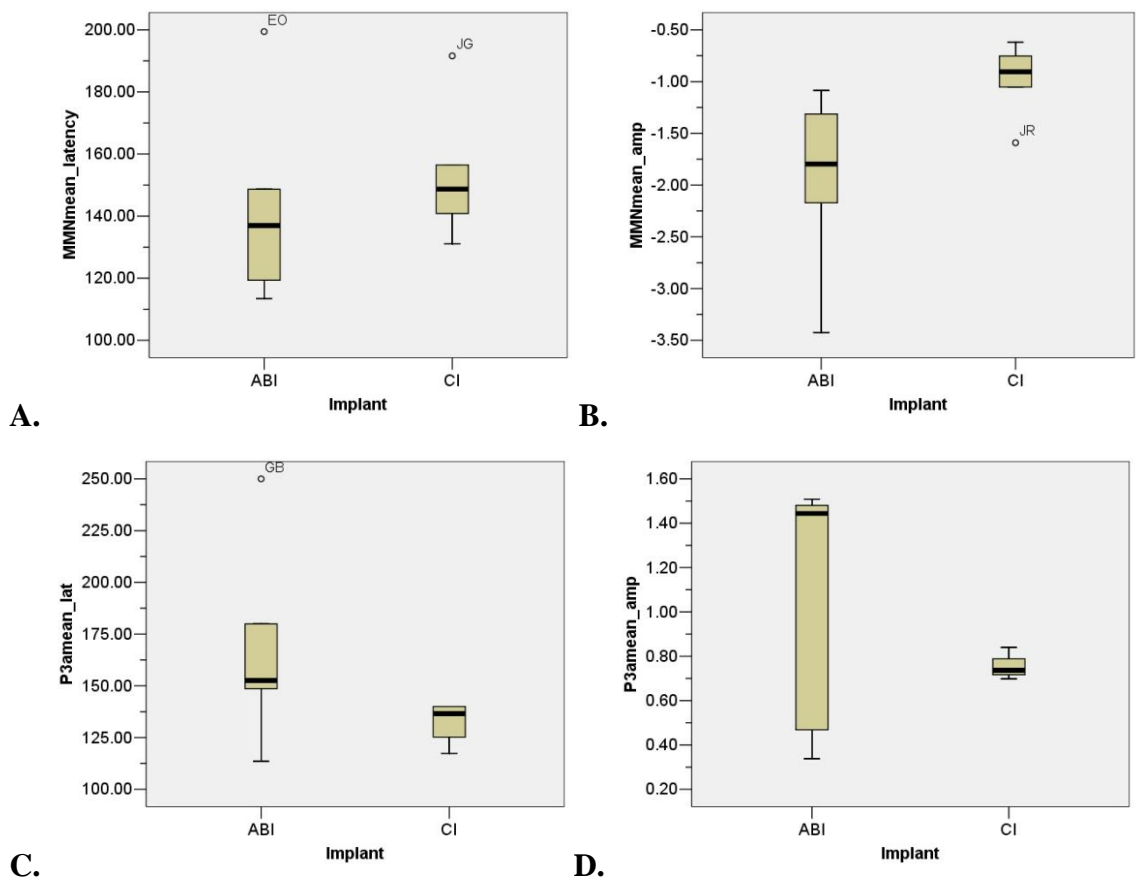 200.00
180.00
160.00
140.00
120.00
100.00
MMNmean_latency
EO
JG
ABI CI
Implant
A.
-0.50
-1.00
-1.50
-2.00
-2.50
-3.00
-3.50
MMNmean_amp
JR
ABI CI
Implant
B.
250.00
225.00
200.00
175.00
150.00
125.00
100.00
P3amean_lat
GB
ABI CI
Implant
C.
1.60
1.40
1.20
1.00
0.80
0.60
0.40
0.20
P3amean_amp
ABI CI
Implant
D.